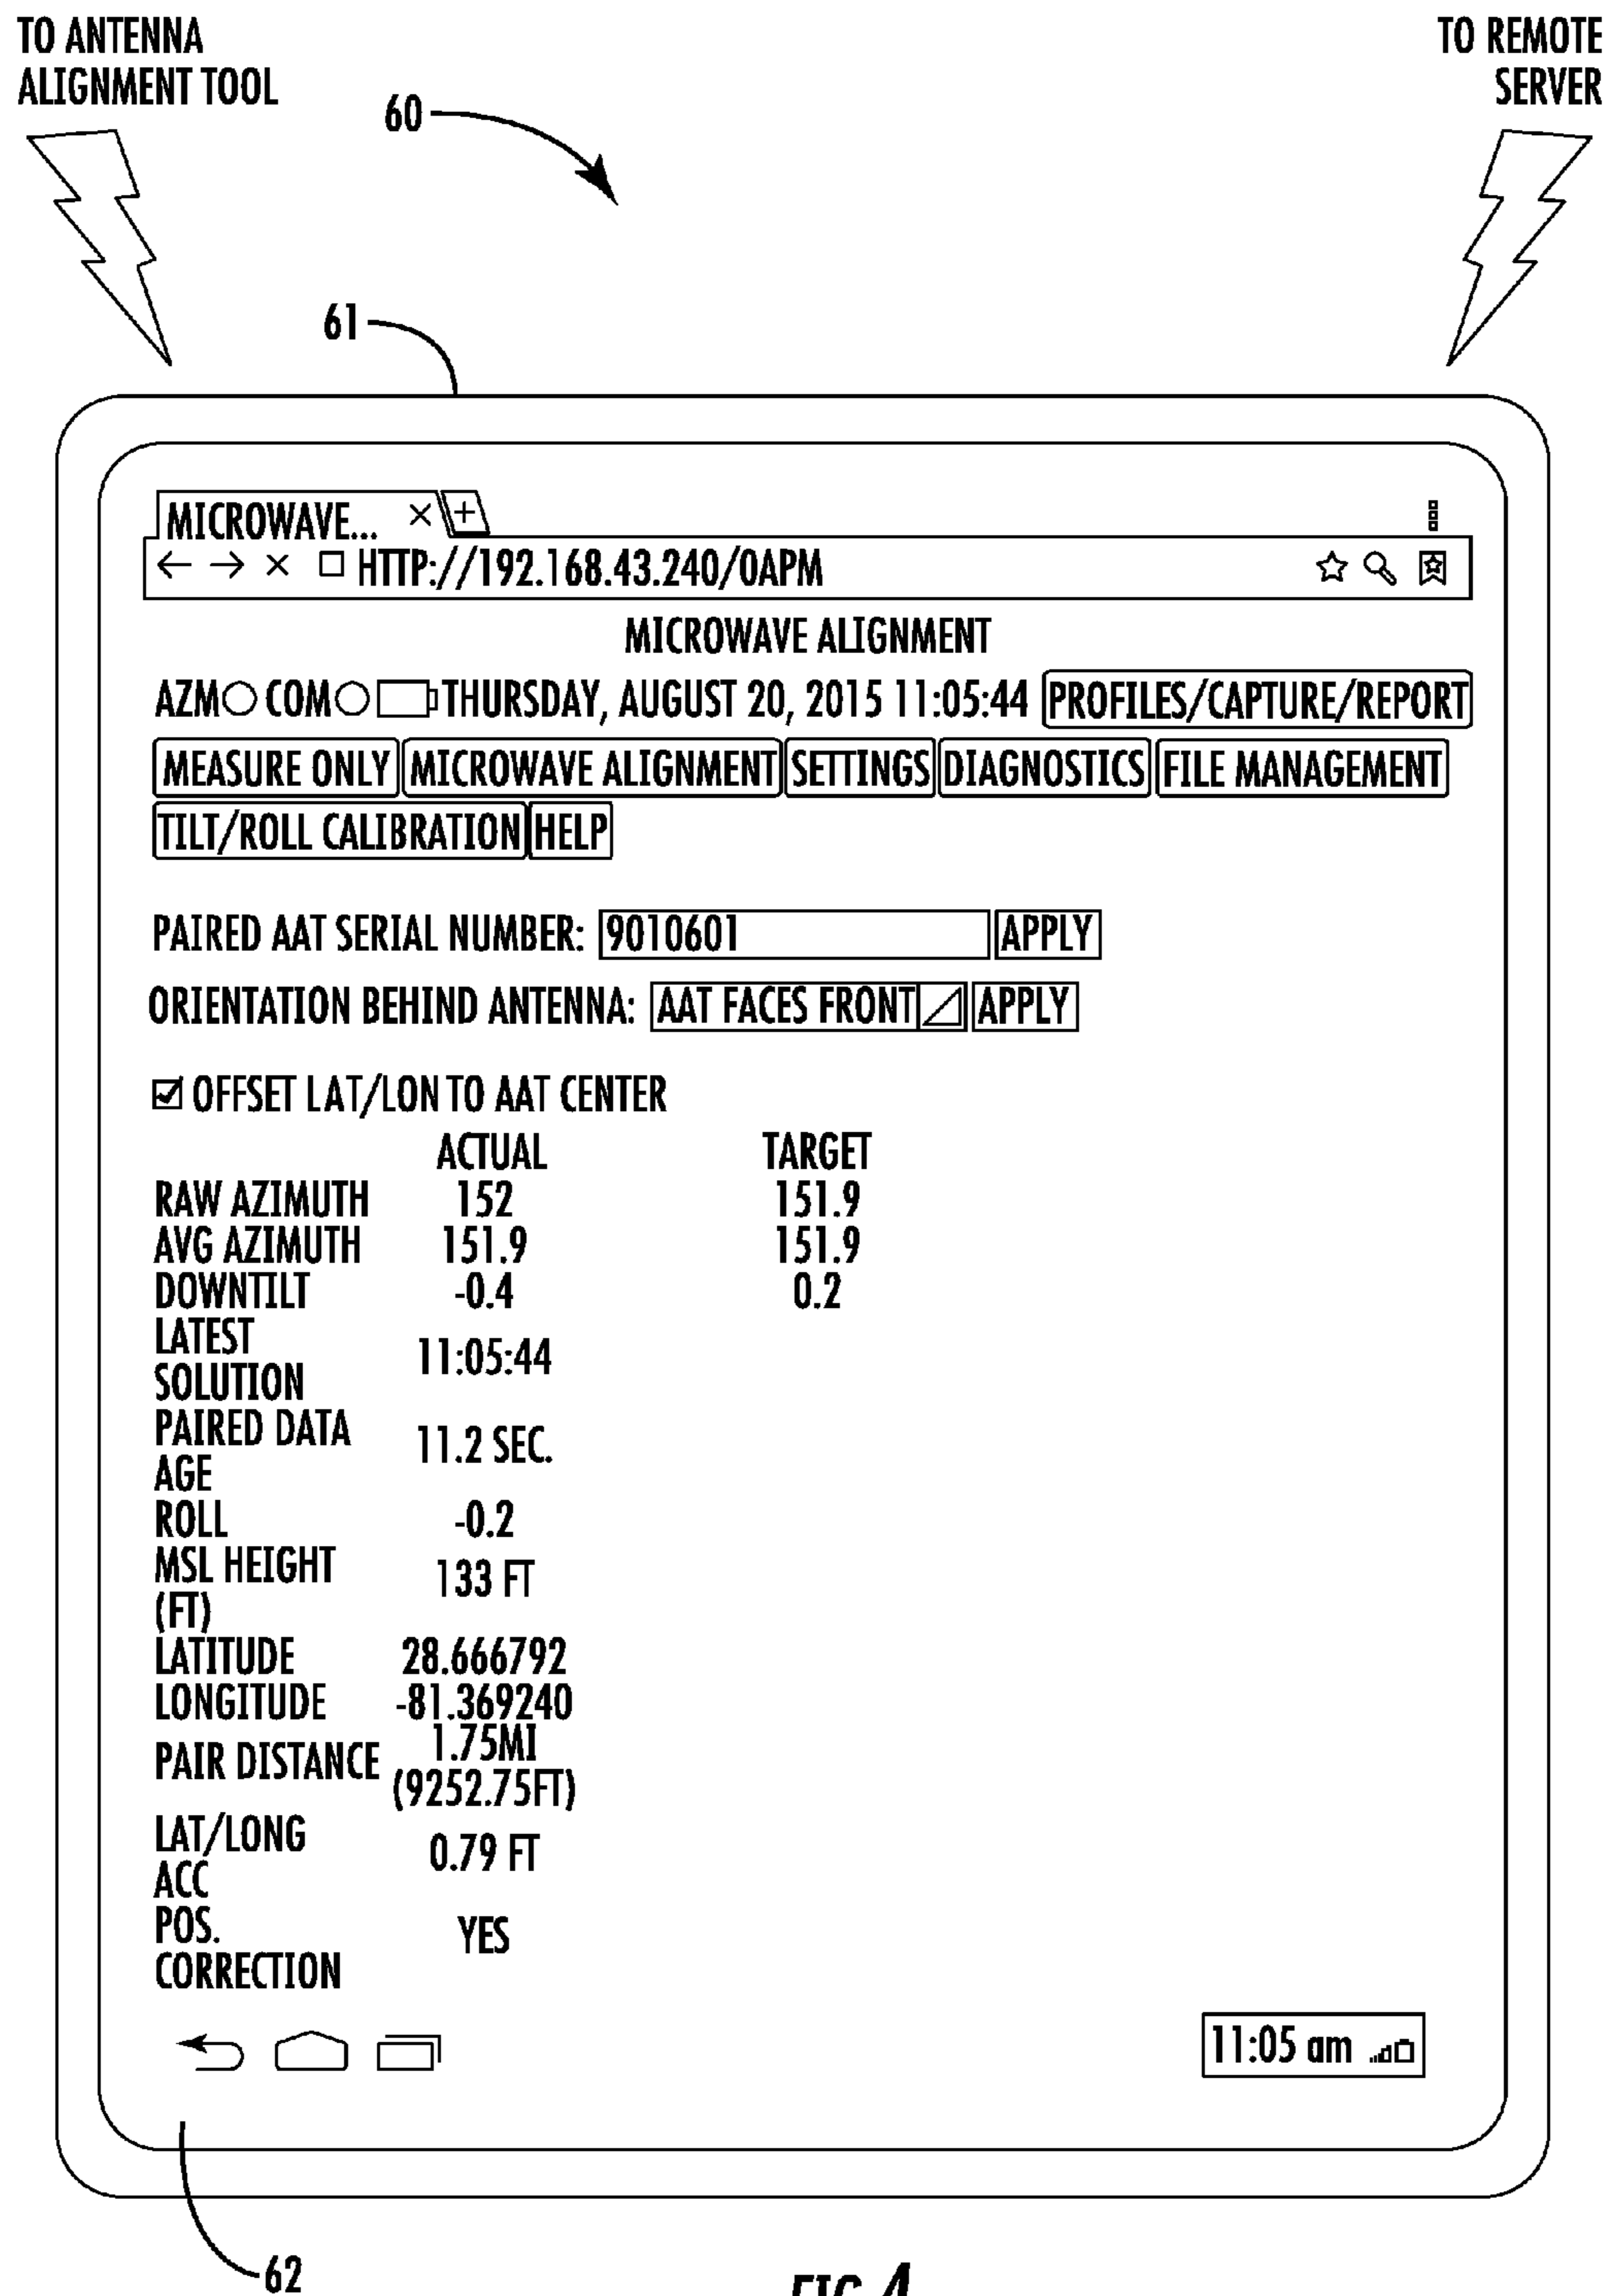 TO ANTENNA
ALIGNMENT TOOL
TO REMOTE
SERVER
60
61
MICROWAVE...
HTTP://192.168.43.240/0APM
MICROWAVE ALIGNMENT
AZM COM THURSDAY, AUGUST 20, 2015 11:05:44 PROFILES/CAPTURE/REPORT
MEASURE ONLY MICROWAVE ALIGNMENT SETTINGS DIAGNOSTICS FILE MANAGEMENT
TILT/ROLL CALIBRATION HELP
PAIRED AAT SERIAL NUMBER: 9010601 APPLY
ORIENTATION BEHIND ANTENNA: AAT FACES FRONT APPLY
OFFSET LAT/LON TO AAT CENTER
ACTUAL TARGET
RAW AZIMUTH 152 151.9
AVG AZIMUTH 151.9 151.9
DOWNTILT -0.4 0.2
LATEST
SOLUTION
11:05:44
PAIRED DATA
AGE
11.2 SEC.
ROLL -0.2
MSL HEIGHT
(FT)
133 FT
LATITUDE 28.666792
LONGITUDE -81.369240
PAIR DISTANCE
1.75MI
(9252.75FT)
LAT/LONG
ACC
0.79 FT
POS.
CORRECTION
YES
11:05 am
62
FIG. 4